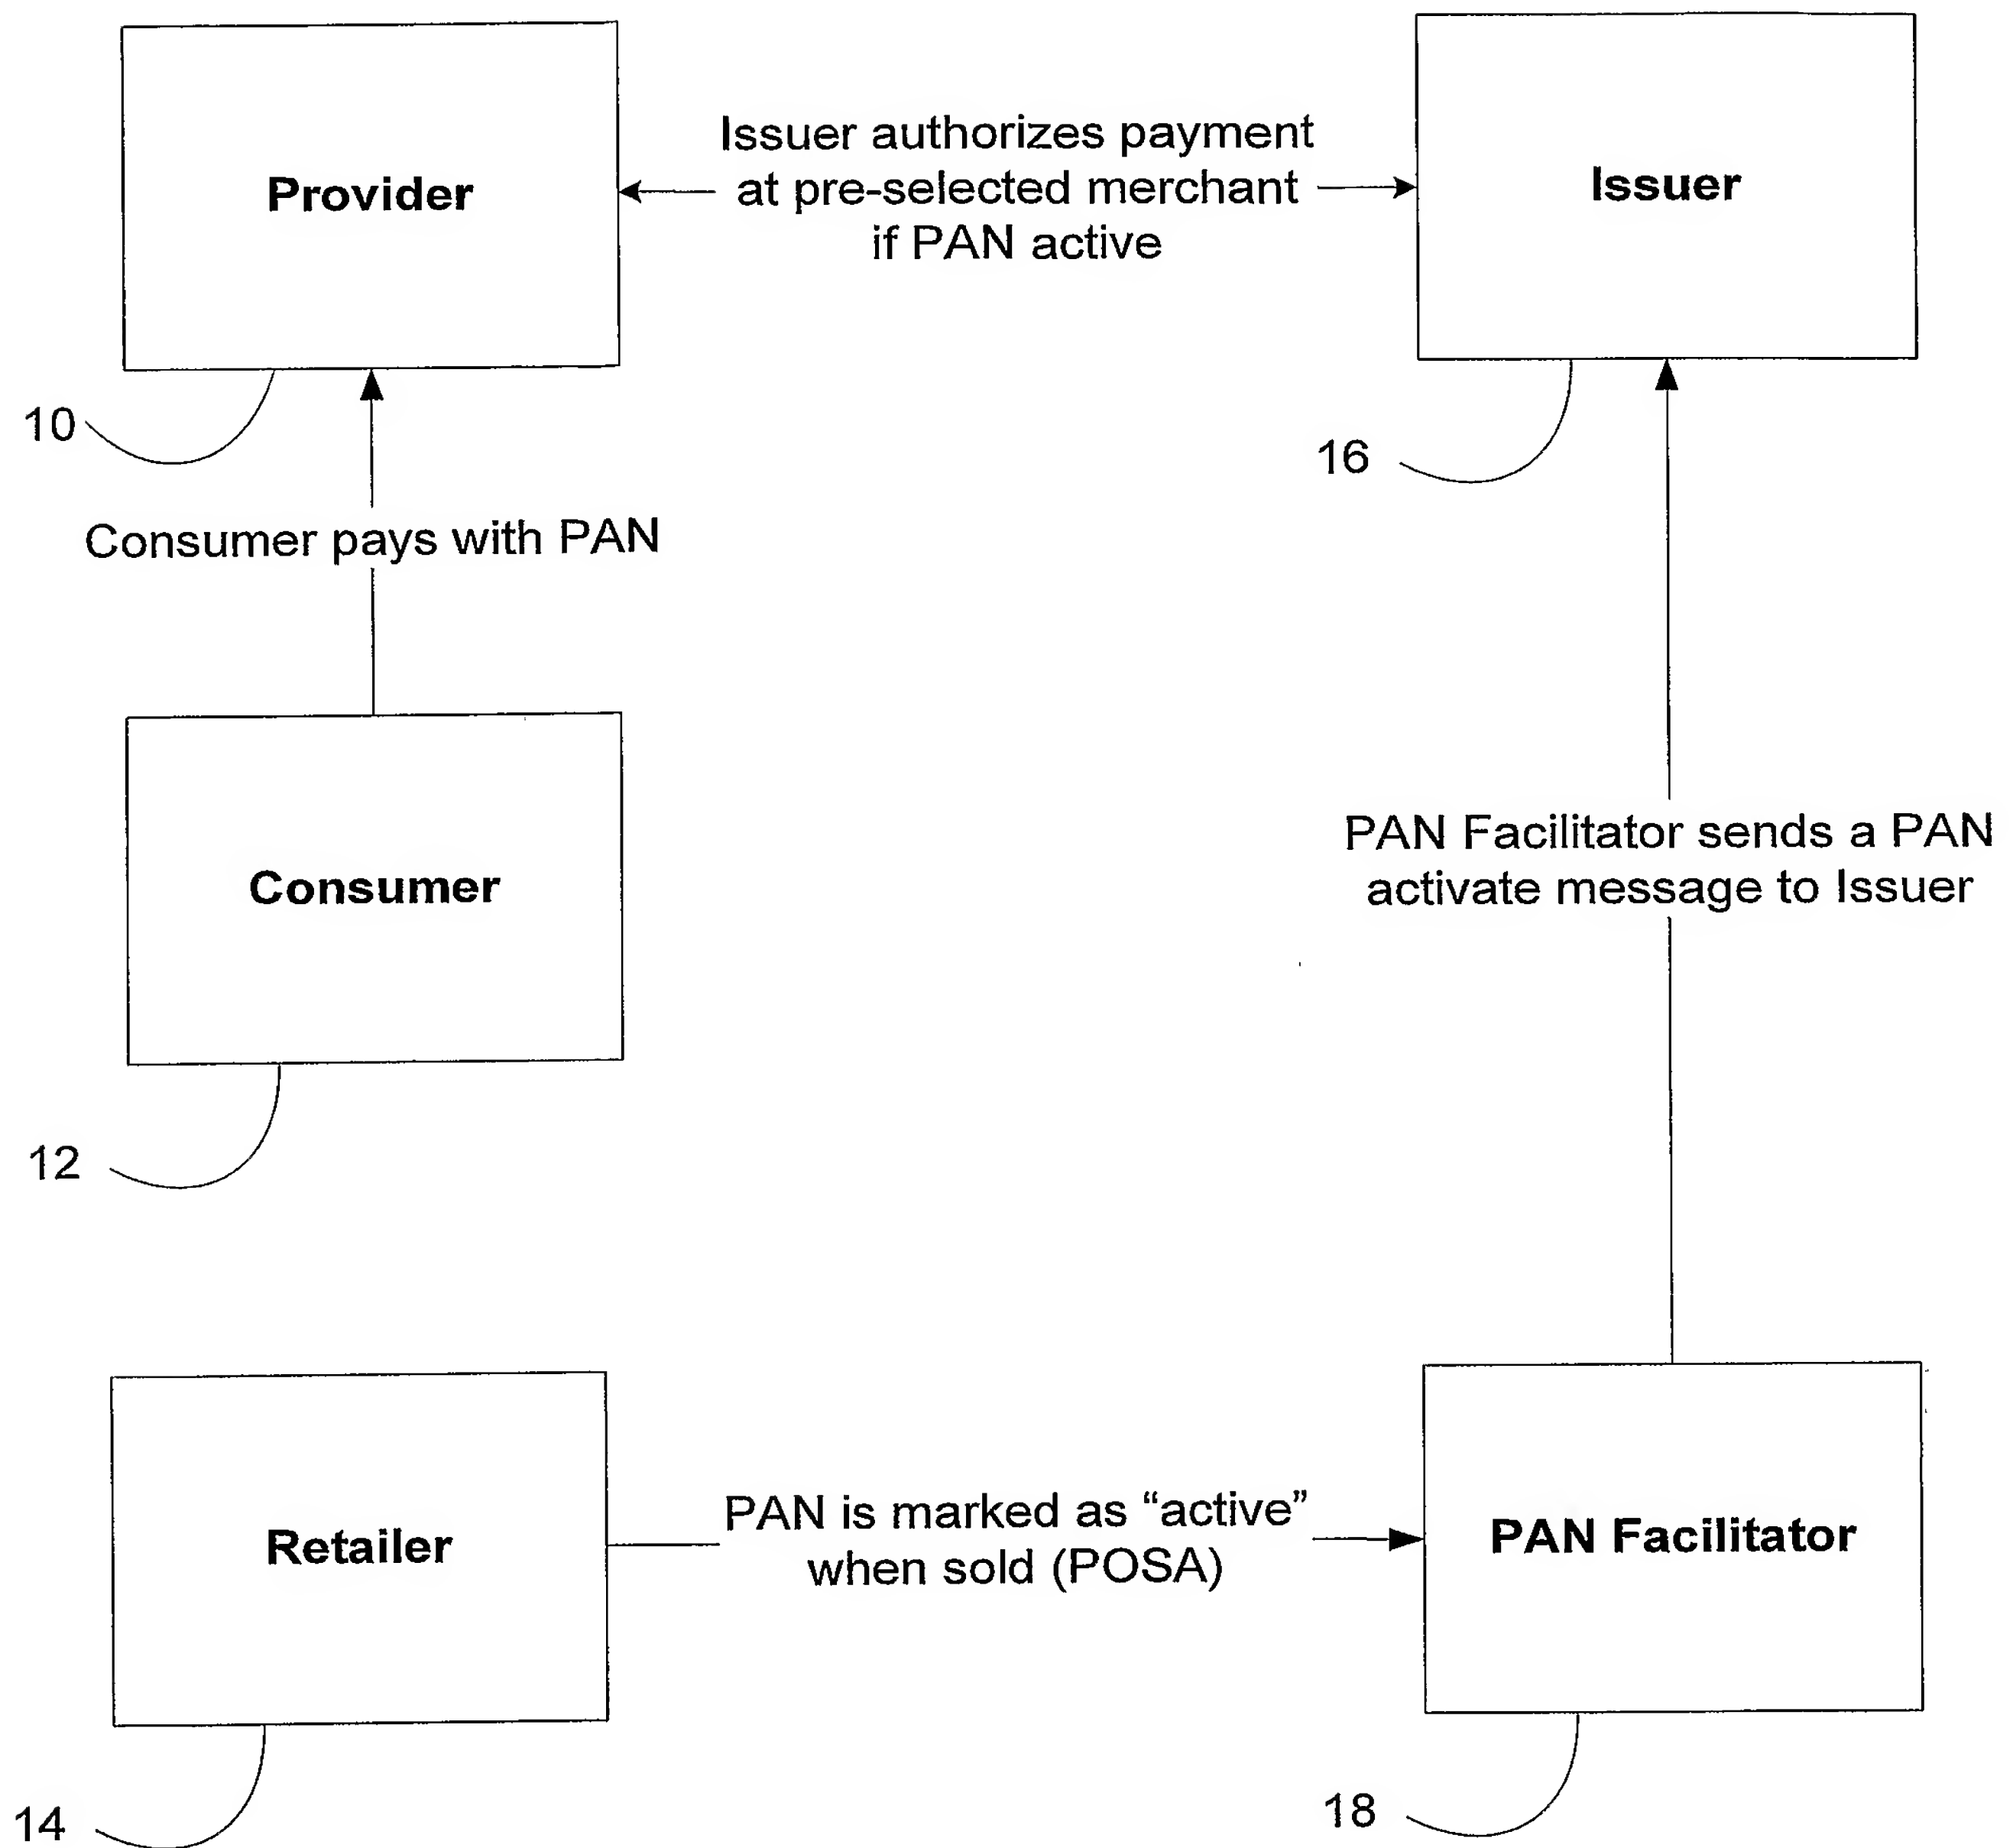 Provider
Issuer authorizes payment
at pre-selected merchant
if PAN active
Issuer
10
16
Consumer pays with PAN
Consumer
PAN Facilitator sends a PAN
activate message to Issuer
12
Retailer
PAN is marked as “active”
when sold (POSA)
PAN Facilitator
14
18